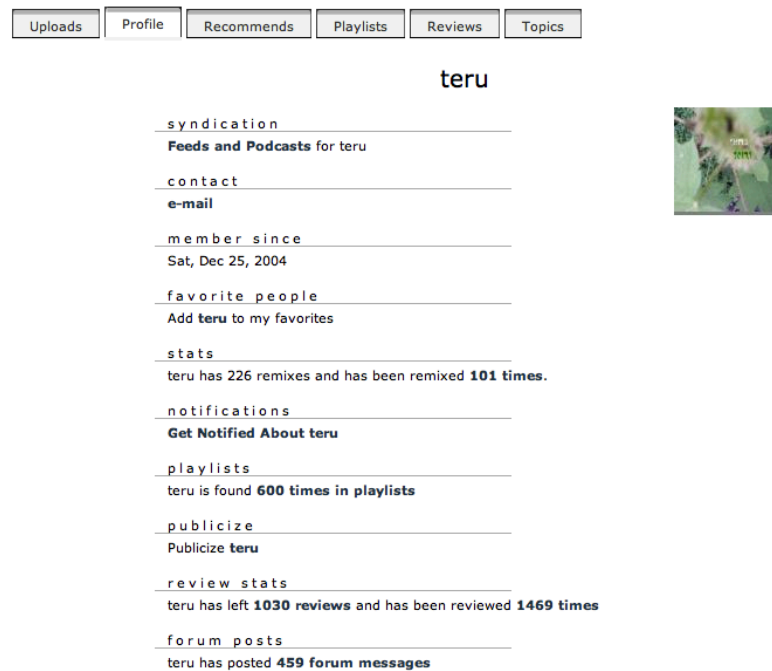 Uploads Profile Recommends Playlists Reviews Topics
teru
syndication
Feeds and Podcasts for teru
contact
e-mail
member since
Sat, Dec 25, 2004
favorite people
Add teru to my favorites
stats
teru has 226 remixes and has been remixed 101 times.
notifications
Get Notified About teru
playlists
teru is found 600 times in playlists
publicize
Publicize teru
review stats
teru has left 1030 reviews and has been reviewed 1469 times
forum posts
teru has posted 459 forum messages